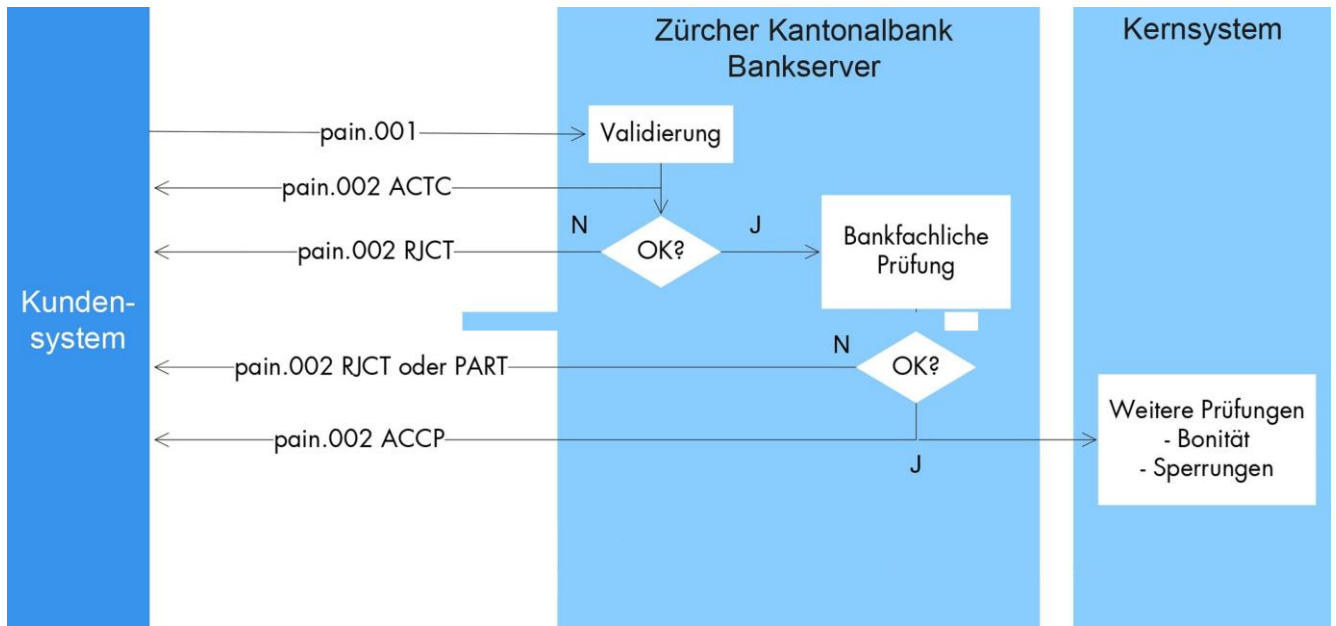 Zürcher Kantonalbank
Bankserver
Kernsystem
pain.001
Validierung
pain.002 ACTC
N
J
pain.002 RJCT
OK?
Bankfachliche
Prüfung
Kunden-
system
N
pain.002 RJCT oder PART
OK?
Weitere Prüfungen
- Bonität
- Sperrungen
pain.002 ACCP
J